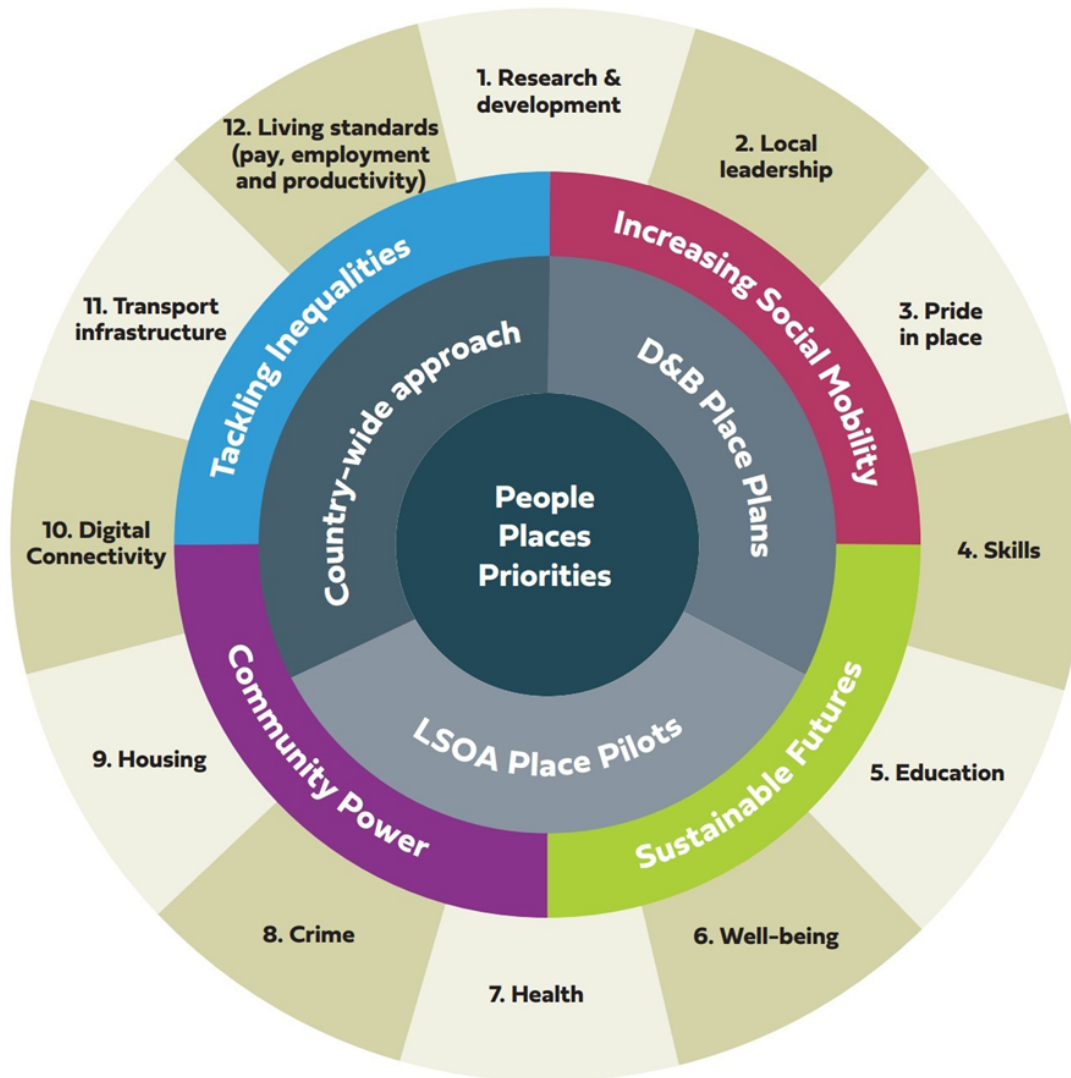 1. Research &
development
2. Local
leadership
3. Pride
in place
4. Skills
5. Education
6. Well-being
7. Health
8. Crime
9. Housing
10. Digital
Connectivity
11. Transport
infrastructure
12. Living standards
(pay, employment
and productivity)
Tackling Inequalities
Increasing Social Mobility
Sustainable Futures
Community Power
Country-wide approach
D&B Place Plans
LSOA Place Pilots
People
Places
Priorities